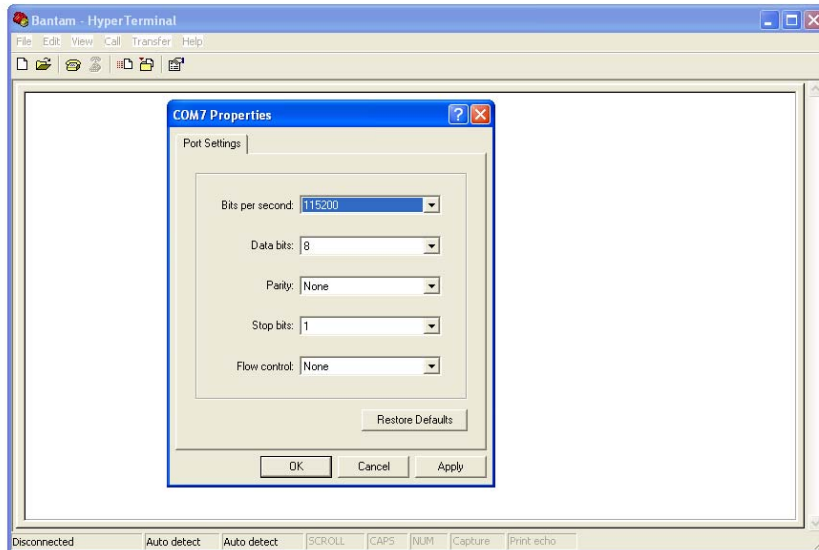 Bantam - HyperTerminal
File Edit View Call Transfer Help
COM7 Properties
Port Settings
Bits per second: 115200
Data bits: 8
Parity: None
Stop bits: 1
Flow control: None
Restore Defaults
OK Cancel Apply
Disconnected Auto detect Auto detect SCROLL CAPS NUM Capture Print echo